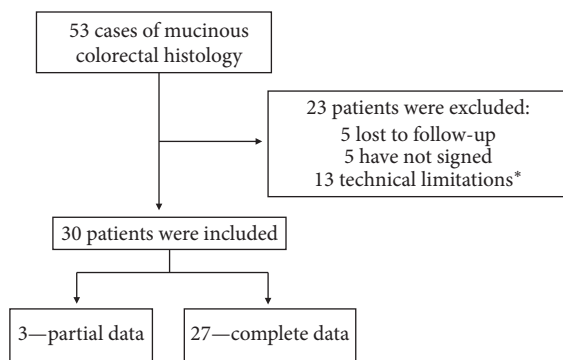 53 cases of mucinous
colorectal histology
23 patients were excluded:
5 lost to follow-up
5 have not signed
13 technical limitations*
30 patients were included
3—partial data
27—complete data